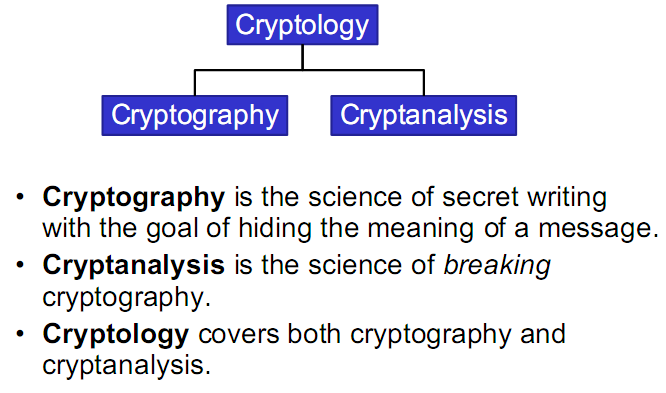 Cryptology
Cryptography
Cryptanalysis
• Cryptography is the science of secret writing
with the goal of hiding the meaning of a message.
• Cryptanalysis is the science of breaking
cryptography.
• Cryptology covers both cryptography and
cryptanalysis.